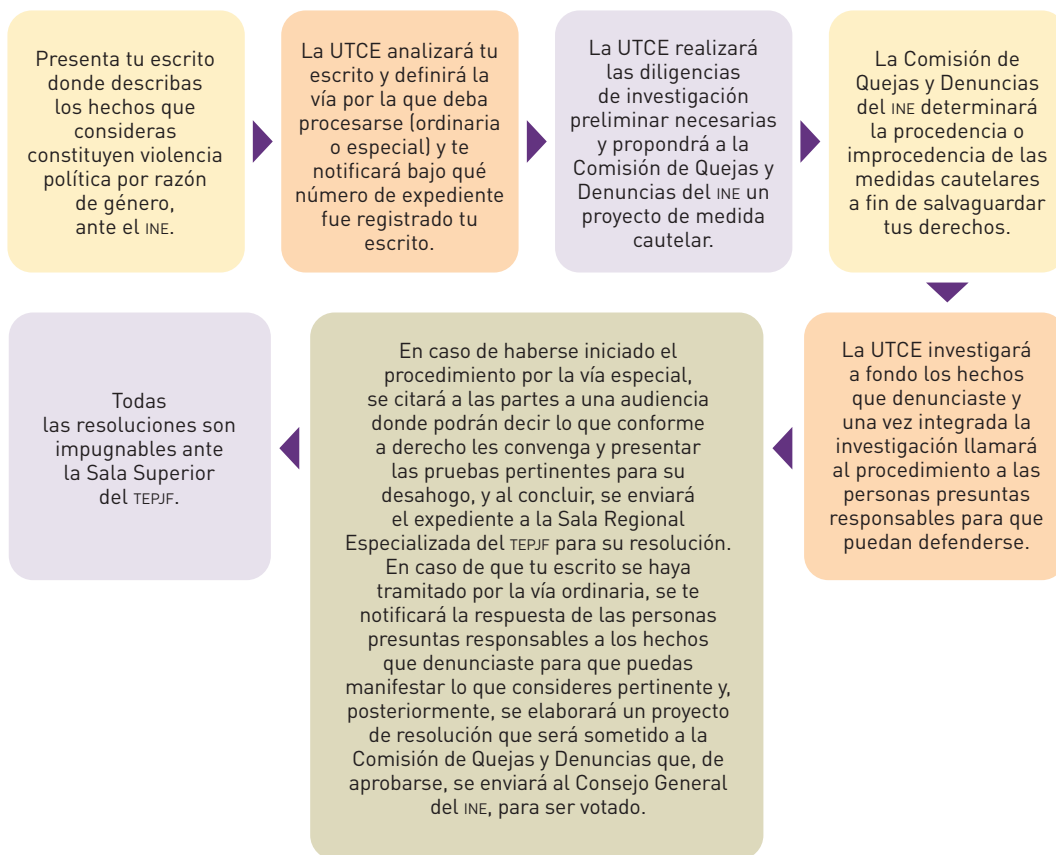 Presenta tu escrito
donde describas
los hechos que
consideras
constituyen violencia
política por razón
de género,
ante el INE.
La UTCE analizará tu
escrito y definirá la
vía por la que deba
procesarse (ordinaria
o especial) y te
notificará bajo qué
número de expediente
fue registrado tu
escrito.
La UTCE realizará
las diligencias
de investigación
preliminar necesarias
y propondrá a la
Comisión de Quejas y
Denuncias del INE un
proyecto de medida
cautelar.
La Comisión de
Quejas y Denuncias
del INE determinará
la procedencia o
improcedencia de las
medidas cautelares
a fin de salvaguardar
tus derechos.
La UTCE investigará
a fondo los hechos
que denunciaste y
una vez integrada la
investigación llamará
al procedimiento a las
personas presuntas
responsables para que
puedan defenderse.
En caso de haberse iniciado el
procedimiento por la vía especial,
se citará a las partes a una audiencia
donde podrán decir lo que conforme
a derecho les convenga y presentar
las pruebas pertinentes para su
desahogo, y al concluir, se enviará
el expediente a la Sala Regional
Especializada del TEPJF para su resolución.
En caso de que tu escrito se haya
tramitado por la vía ordinaria, se te
notificará la respuesta de las personas
presuntas responsables a los hechos
que denunciaste para que puedas
manifestar lo que consideres pertinente y,
posteriormente, se elaborará un proyecto
de resolución que será sometido a la
Comisión de Quejas y Denuncias que, de
aprobarse, se enviará al Consejo General
del INE, para ser votado.
Todas
las resoluciones son
impugnables ante
la Sala Superior
del TEPJF.